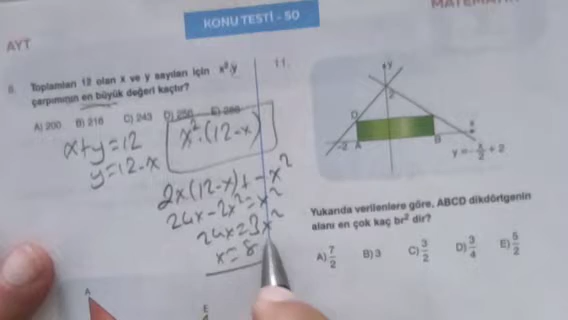 AYT
KONU TESTİ - 50
MATEMATİK
8. Toplamları 12 olan x ve y sayıları için x².y
çarpımının en büyük değeri kaçtır?
A) 200 B) 216 C) 243 D) 256 E) 288
x+y=12
y=12-x
x²·(12-x)
2x(12-x)+-x²
24x-2x²=x²
24x=3x²
x=8
11.
y
2
D
-2 A
B
x
y=-x/2+2
Yukarıda verilenlere göre, ABCD dikdörtgenin
alanı en çok kaç br² dir?
A) 7/2 B) 3 C) 3/2 D) 3/4 E) 5/2
A
E